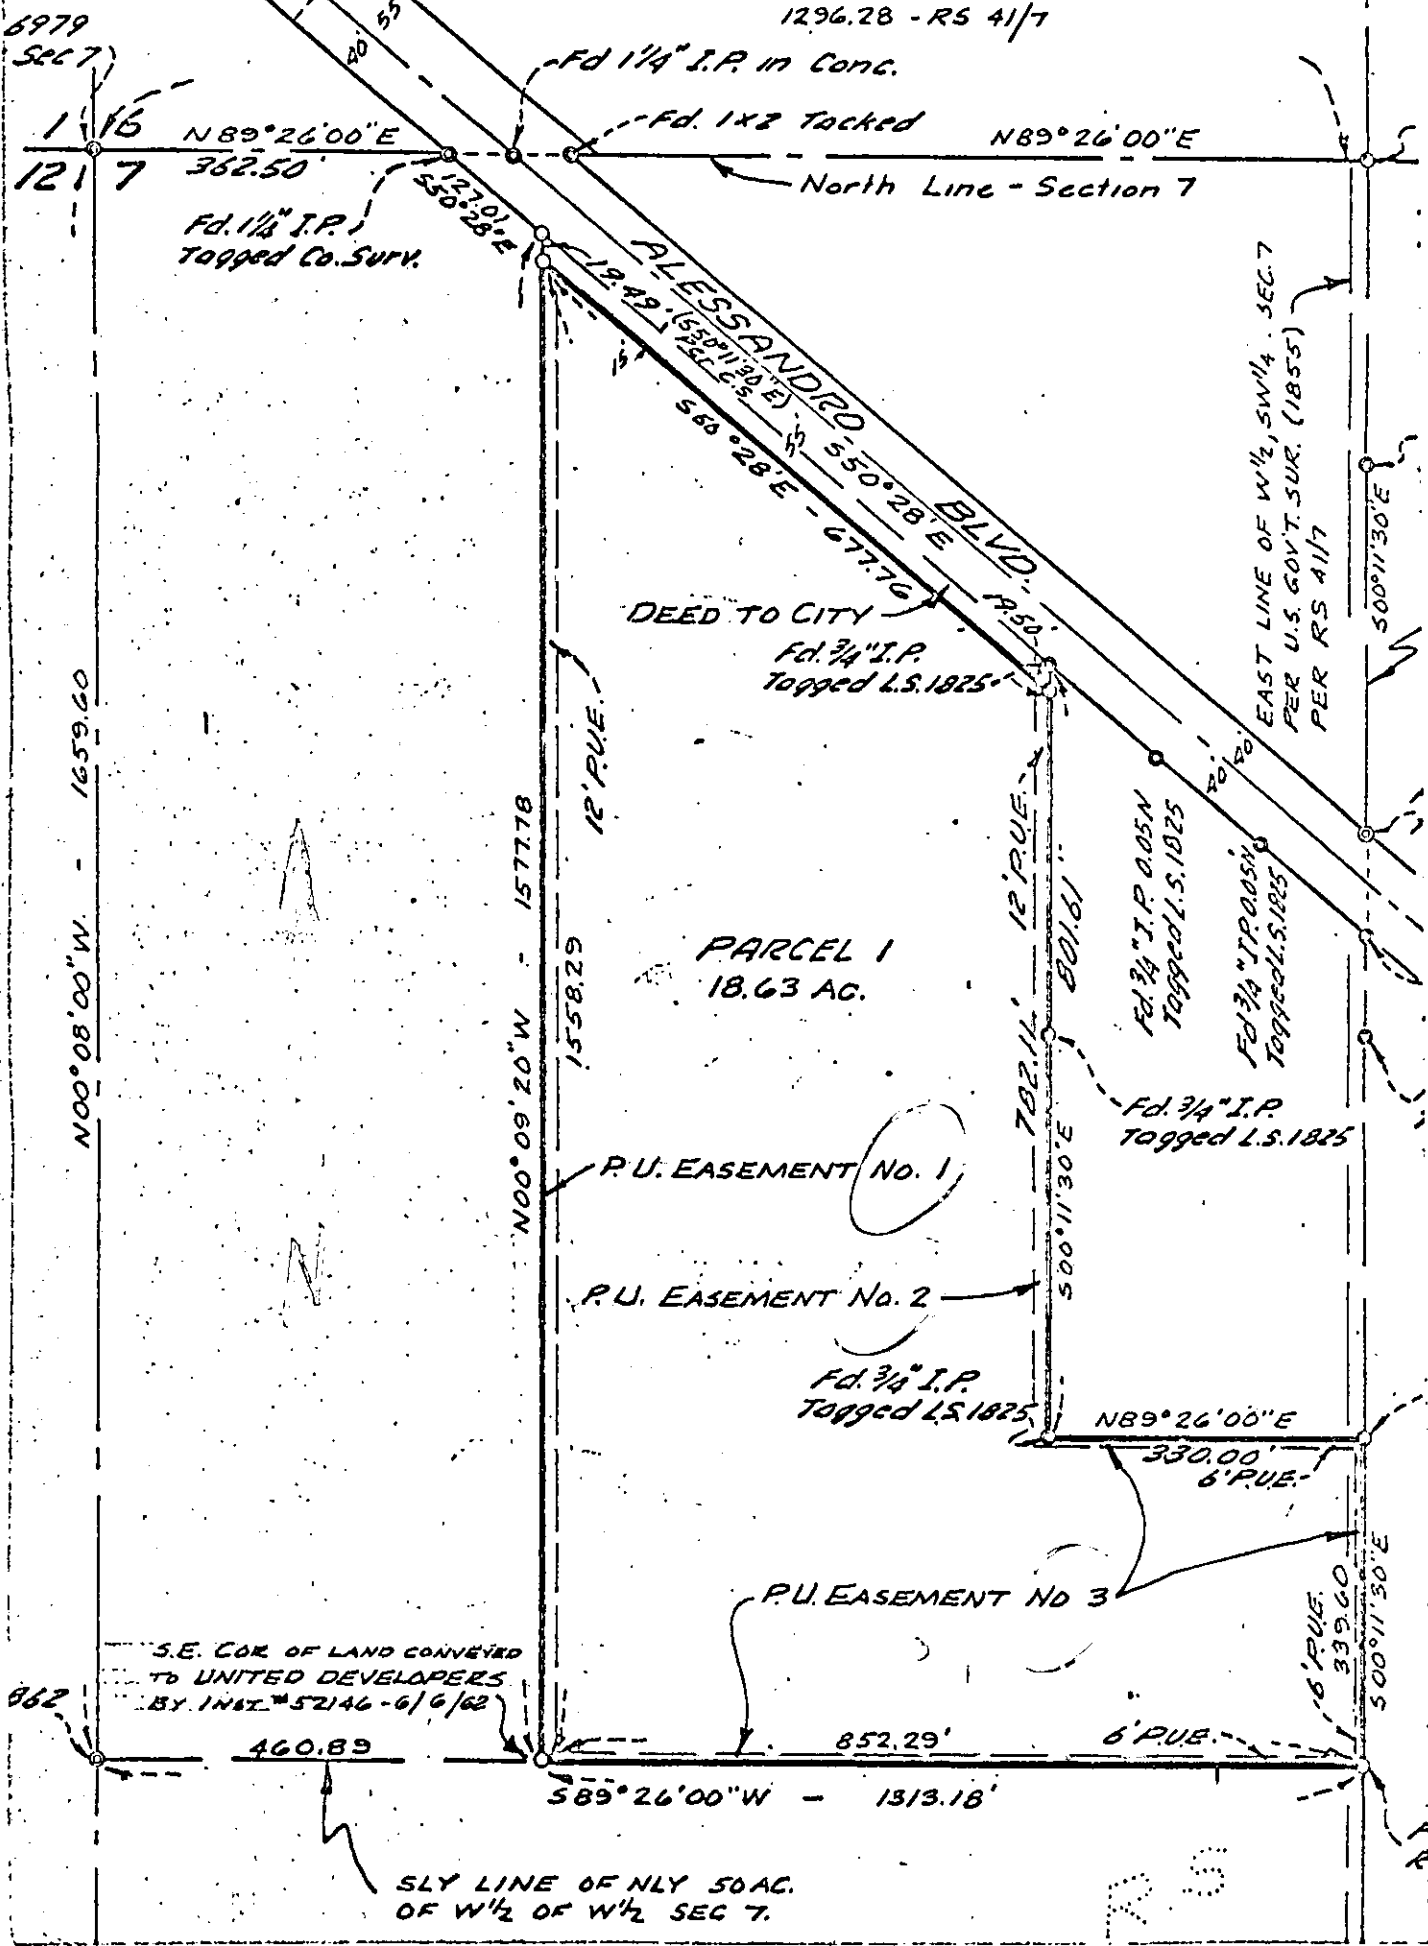 6979
SEC 7
40
55
1296.28 - RS 41/7
Fd 1¼" I.P. in Conc.
Fd. 1x2 Tacked
1
6
12
7
N89°26'00"E
362.50'
N89°26'00"E
North Line - Section 7
127.01
S50°28'E
Fd. 1¼" I.P.
Tagged Co. Surv.
19.49'
(S50°11'30"E)
PER C.S.
15
55
ALESSANDRO BLVD.
S50°28'E
S60°28'E - 677.76
DEED TO CITY
19.50'
Fd. ¾" I.P.
Tagged L.S. 1825
EAST LINE OF W½, SW¼. SEC. 7
PER U.S. GOV'T. SUR. (1855)
PER RS 41/7
S00°11'30"E
40
40
N00°08'00"W. - 1659.60
12' P.U.E.
N00°09'20"W - 1577.78
1558.29
PARCEL 1
18.63 AC.
12' P.U.E.
801.61'
782.11'
S00°11'30"E
Fd. ¾" I.P. 0.05N
Tagged L.S. 1825
Fd ¾" I.P. 0.05N
Tagged L.S. 1825
Fd. ¾" I.P.
Tagged L.S. 1825
P.U. EASEMENT No. 1
P.U. EASEMENT No. 2
Fd. ¾" I.P.
Tagged L.S. 1825
N89°26'00"E
330.00'
6' P.U.E.
P.U. EASEMENT NO 3
6' P.U.E.
339.60
S00°11'30"E
S.E. COR OF LAND CONVEYED
TO UNITED DEVELOPERS
BY INST. #52146 - 6/6/62
862
460.89
852.29'
6' P.U.E.
S89°26'00"W - 1313.18'
SLY LINE OF NLY 50 AC.
OF W½ OF W½ SEC 7.
R S